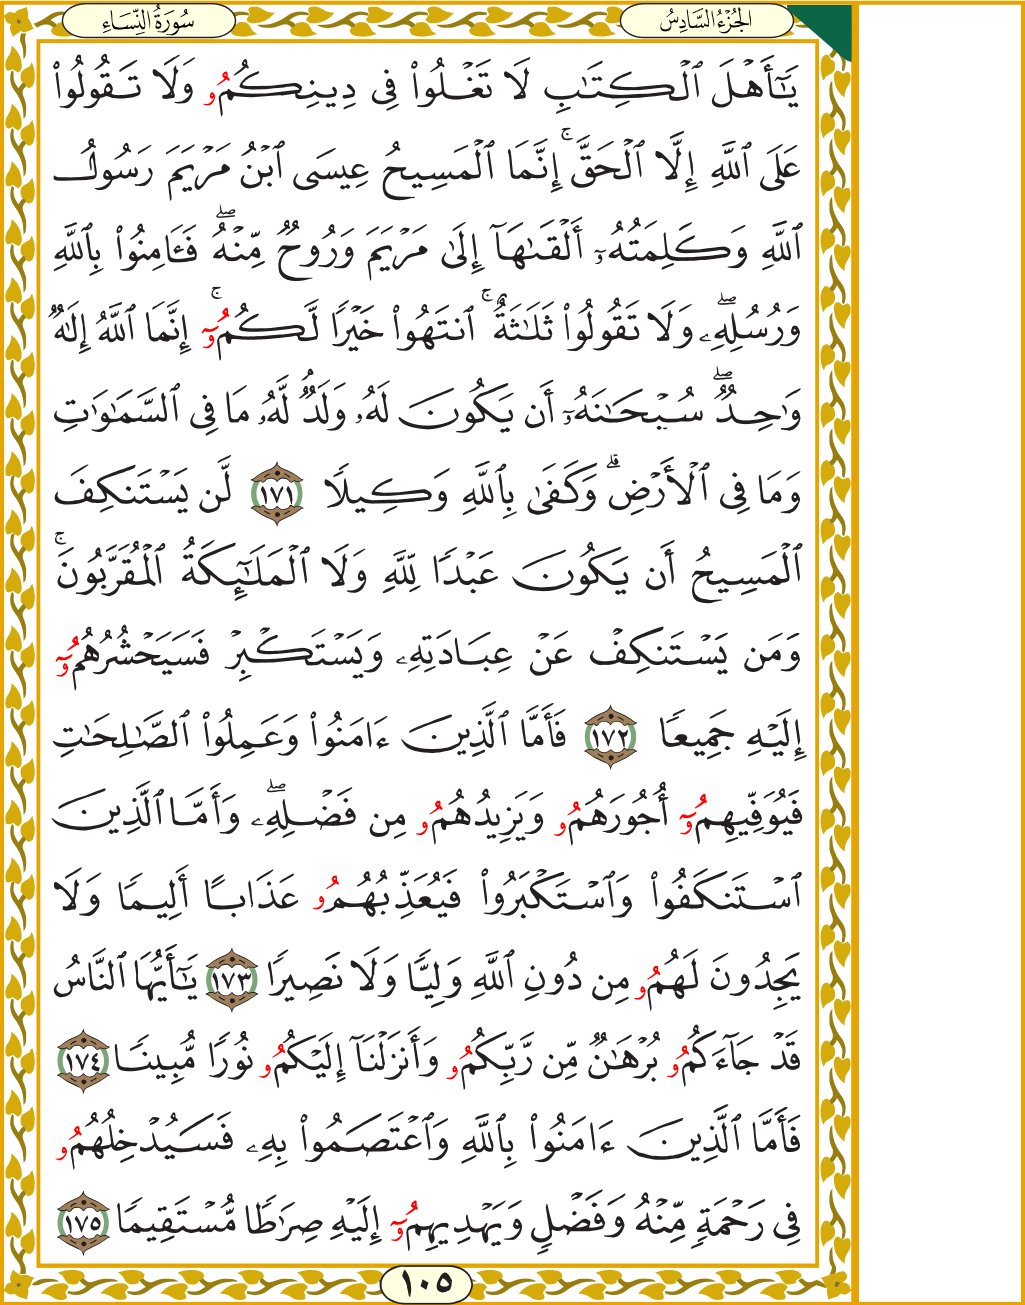 الجُزْءُ السَّادِسُ
سُورَةُ النِّسَاءِ
يَٰٓأَهْلَ ٱلْكِتَٰبِ لَا تَغْلُوا۟ فِى دِينِكُمُۥ وَلَا تَقُولُوا۟
عَلَى ٱللَّهِ إِلَّا ٱلْحَقَّ ۚ إِنَّمَا ٱلْمَسِيحُ عِيسَى ٱبْنُ مَرْيَمَ رَسُولُ
ٱللَّهِ وَكَلِمَتُهُۥٓ أَلْقَىٰهَآ إِلَىٰ مَرْيَمَ وَرُوحٌ مِّنْهُ ۖ فَـَٔامِنُوا۟ بِٱللَّهِ
وَرُسُلِهِۦ ۖ وَلَا تَقُولُوا۟ ثَلَٰثَةٌ ۚ ٱنتَهُوا۟ خَيْرًا لَّكُمُۥٓ ۚ إِنَّمَا ٱللَّهُ إِلَٰهٌ
وَٰحِدٌ ۖ سُبْحَٰنَهُۥٓ أَن يَكُونَ لَهُۥ وَلَدٌ لَّهُۥ مَا فِى ٱلسَّمَٰوَٰتِ
وَمَا فِى ٱلْأَرْضِ ۗ وَكَفَىٰ بِٱللَّهِ وَكِيلًا ١٧١ لَّن يَسْتَنكِفَ
ٱلْمَسِيحُ أَن يَكُونَ عَبْدًا لِّلَّهِ وَلَا ٱلْمَلَٰٓئِكَةُ ٱلْمُقَرَّبُونَ ۚ
وَمَن يَسْتَنكِفْ عَنْ عِبَادَتِهِۦ وَيَسْتَكْبِرْ فَسَيَحْشُرُهُمُۥٓ
إِلَيْهِ جَمِيعًا ١٧٢ فَأَمَّا ٱلَّذِينَ ءَامَنُوا۟ وَعَمِلُوا۟ ٱلصَّٰلِحَٰتِ
فَيُوَفِّيهِمُۥٓ أُجُورَهُمُۥ وَيَزِيدُهُمُۥ مِن فَضْلِهِۦ ۖ وَأَمَّا ٱلَّذِينَ
ٱسْتَنكَفُوا۟ وَٱسْتَكْبَرُوا۟ فَيُعَذِّبُهُمُۥ عَذَابًا أَلِيمًا وَلَا
يَجِدُونَ لَهُمُۥ مِن دُونِ ٱللَّهِ وَلِيًّا وَلَا نَصِيرًا ١٧٣ يَٰٓأَيُّهَا ٱلنَّاسُ
قَدْ جَآءَكُمُۥ بُرْهَٰنٌ مِّن رَّبِّكُمُۥ وَأَنزَلْنَآ إِلَيْكُمُۥ نُورًا مُّبِينًا ١٧٤
فَأَمَّا ٱلَّذِينَ ءَامَنُوا۟ بِٱللَّهِ وَٱعْتَصَمُوا۟ بِهِۦ فَسَيُدْخِلُهُمُۥ
فِى رَحْمَةٍ مِّنْهُ وَفَضْلٍ وَيَهْدِيهِمُۥٓ إِلَيْهِ صِرَٰطًا مُّسْتَقِيمًا ١٧٥
١٠٥